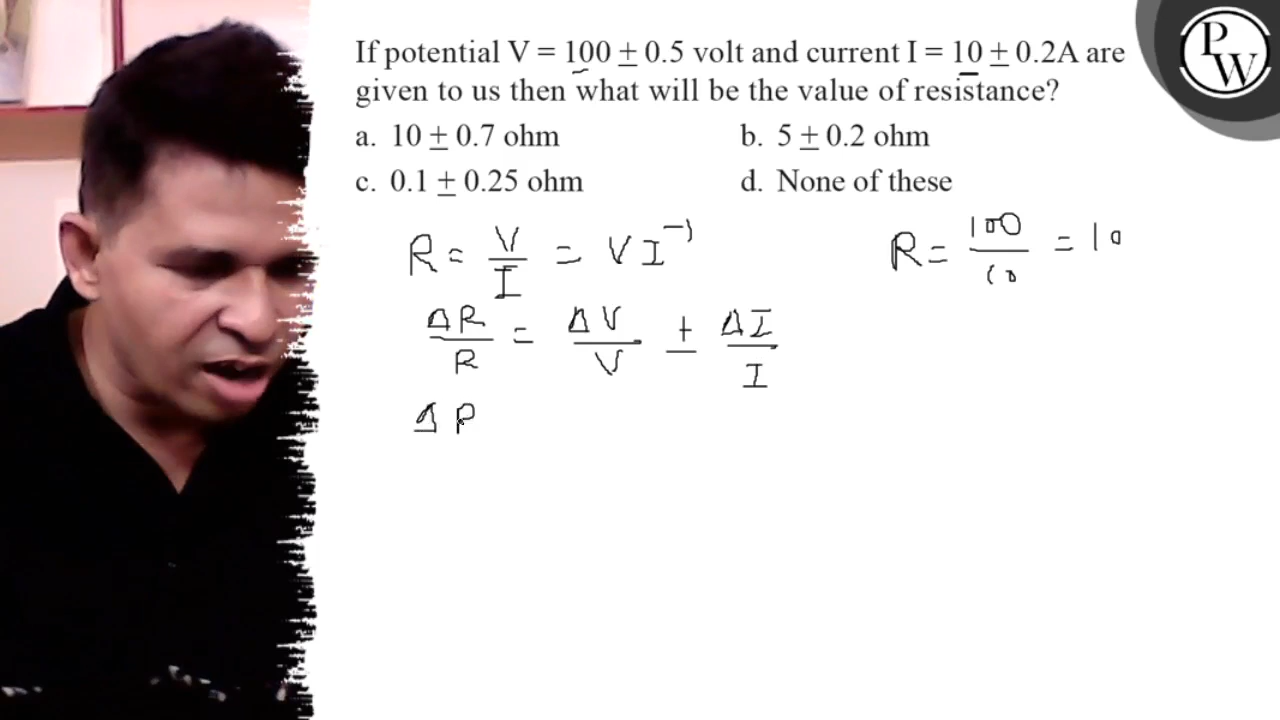 If potential V = 100 ± 0.5 volt and current I = 10 ± 0.2A are
given to us then what will be the value of resistance?
a. 10 ± 0.7 ohm
b. 5 ± 0.2 ohm
c. 0.1 ± 0.25 ohm
d. None of these
R = V/I = VI⁻¹
R = 100/10 = 10
ΔR/R = ΔV/V ± ΔI/I
ΔR
PW